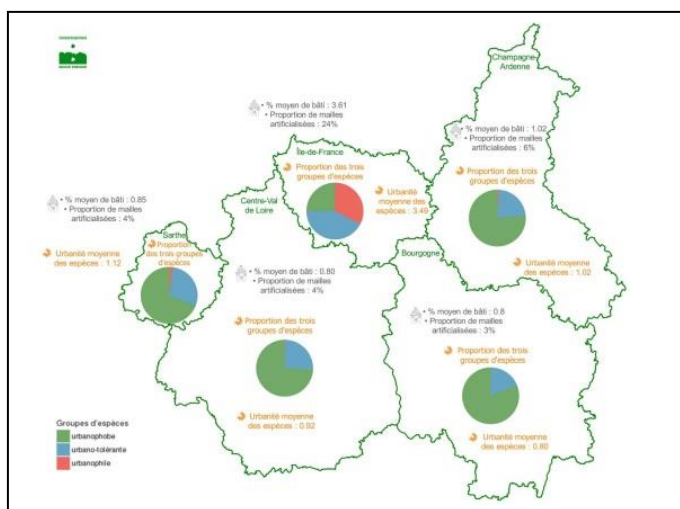 Champagne-
Ardenne
• % moyen de bâti : 3.61
• Proportion de mailles
artificialisées : 24%
Île-de-France
Proportion des trois
groupes d'espèces
Urbanité
moyenne des
espèces : 3.49
• % moyen de bâti : 1.02
• Proportion de mailles
artificialisées : 6%
Proportion des trois
groupes d'espèces
Urbanité moyenne
des espèces : 1.02
• % moyen de bâti : 0.85
• Proportion de mailles
artificialisées : 4%
Sarthe
Urbanité moyenne
des espèces : 1.12
Proportion
des trois groupes
d'espèces
Centre-Val
de Loire
• % moyen de bâti : 0.80
• Proportion de mailles
artificialisées : 4%
Proportion des trois
groupes d'espèces
Urbanité moyenne
des espèces : 0.92
Bourgogne
• % moyen de bâti : 0.8
• Proportion de mailles
artificialisées : 3%
Proportion des trois
groupes d'espèces
Urbanité moyenne
des espèces : 0.80
Groupes d'espèces
urbanophobe
urbano-tolérante
urbanophile